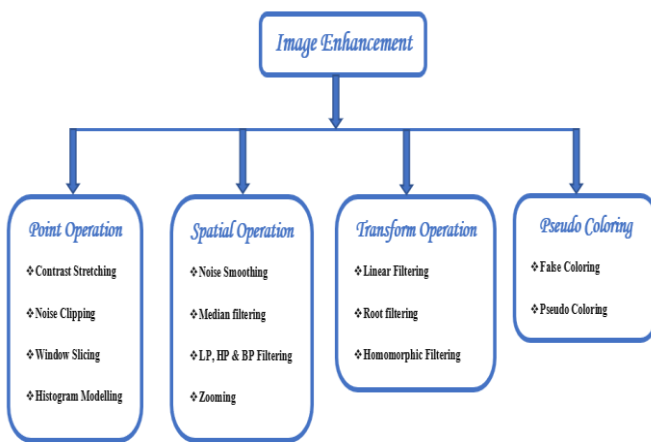 Image Enhancement
Point Operation
❖Contrast Stretching
❖Noise Clipping
❖Window Slicing
❖Histogram Modelling
Spatial Operation
❖Noise Smoothing
❖Median filtering
❖LP, HP & BP Filtering
❖Zooming
Transform Operation
❖Linear Filtering
❖Root filtering
❖Homomorphic Filtering
Pseudo Coloring
❖False Coloring
❖Pseudo Coloring